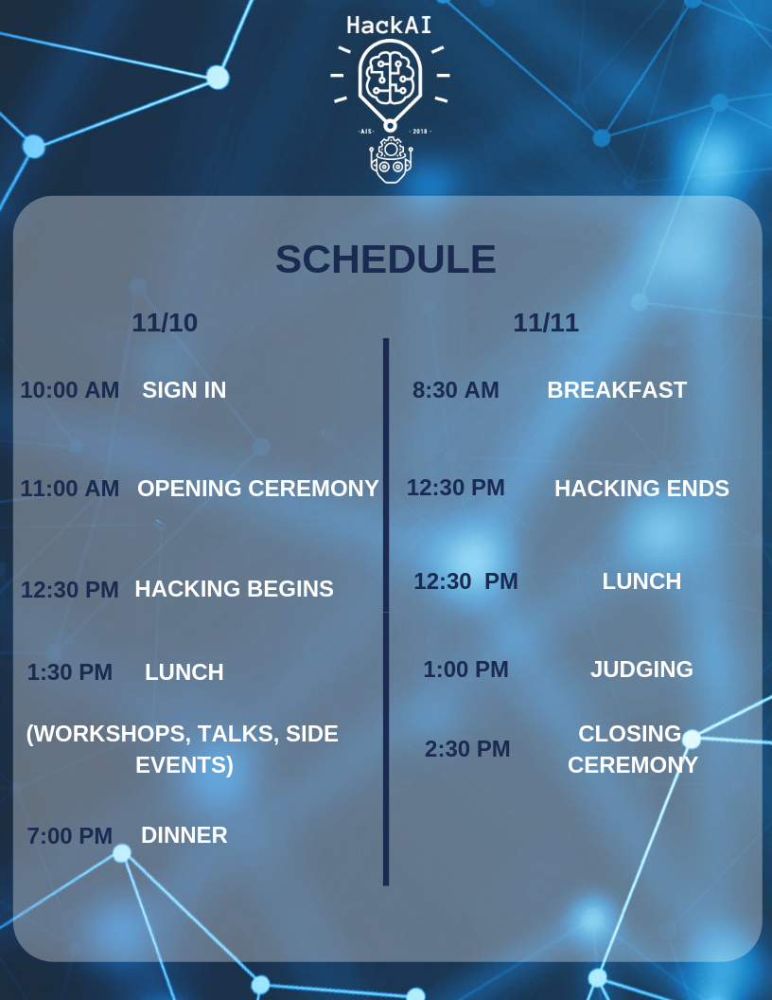 HackAI
·AIS· ·2018·
SCHEDULE
11/10
10:00 AM SIGN IN
11:00 AM OPENING CEREMONY
12:30 PM HACKING BEGINS
1:30 PM LUNCH
(WORKSHOPS, TALKS, SIDE
EVENTS)
7:00 PM DINNER
11/11
8:30 AM BREAKFAST
12:30 PM HACKING ENDS
12:30 PM LUNCH
1:00 PM JUDGING
2:30 PM CLOSING
CEREMONY